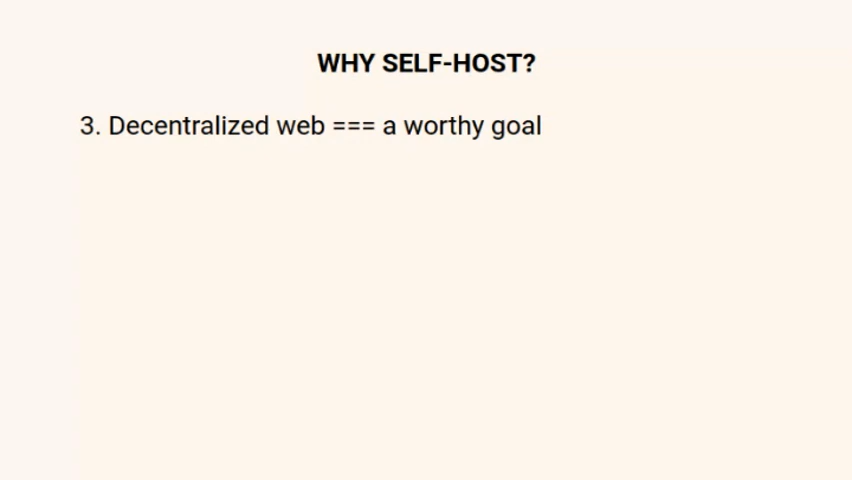 WHY SELF-HOST?
3. Decentralized web === a worthy goal